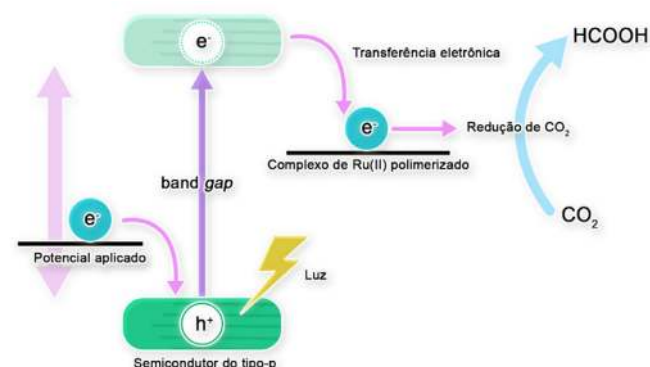 e⁻
HCOOH
Transferência eletrônica
e⁻
Redução de CO₂
Complexo de Ru(II) polimerizado
band gap
e⁻
CO₂
Potencial aplicado
Luz
h⁺
Semicondutor do tipo-p